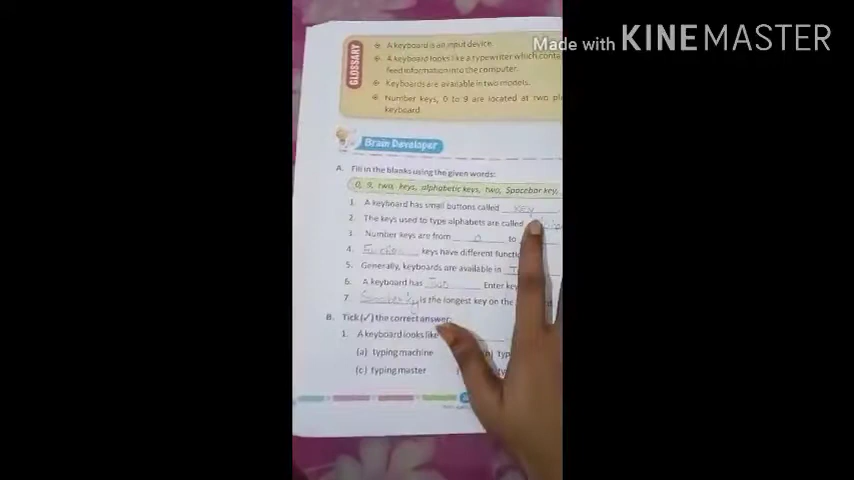 Made with KINEMASTER
GLOSSARY
A keyboard is an input device
A keyboard looks like a typewriter which conta
feed information into the computer.
Keyboards are available in two models.
Number keys, 0 to 9 are located at two pl
keyboard.
Brain Developer
A. Fill in the blanks using the given words:
0, 9, two, keys, alphabetic keys, two, Spacebar key,
1. A keyboard has small buttons called key
2. The keys used to type alphabets are called
3. Number keys are from 0 to
4. Function keys have different functi
5. Generally, keyboards are available in T
6. A keyboard has Two Enter key
7. is the longest key on the
B. Tick (✓) the correct answer:
1. A keyboard looks like
(a) typing machine
typ
(c) typing master